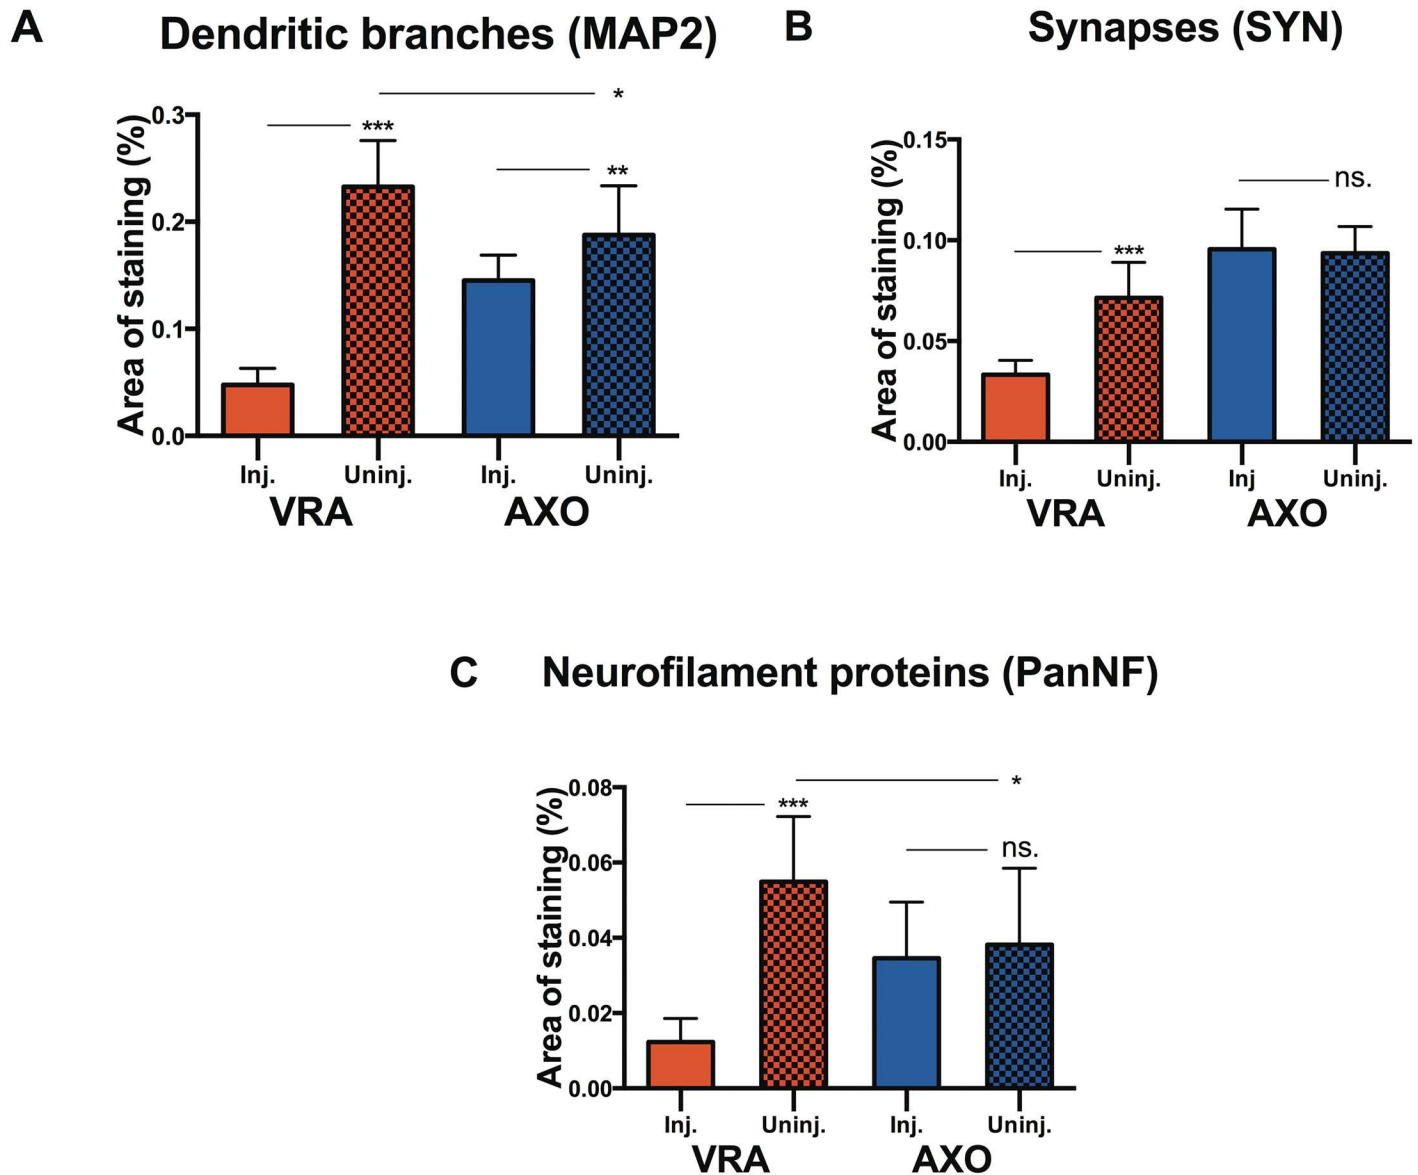 A
Dendritic branches (MAP2)
Area of staining (%)
0.3
0.2
0.1
0.0
*
***
**
Inj.
Uninj.
Inj.
Uninj.
VRA
AXO
B
Synapses (SYN)
Area of staining (%)
0.15
0.10
0.05
0.00
***
ns.
Inj.
Uninj.
Inj
Uninj.
VRA
AXO
C
Neurofilament proteins (PanNF)
Area of staining (%)
0.08
0.06
0.04
0.02
0.00
*
***
ns.
Inj.
Uninj.
Inj.
Uninj.
VRA
AXO